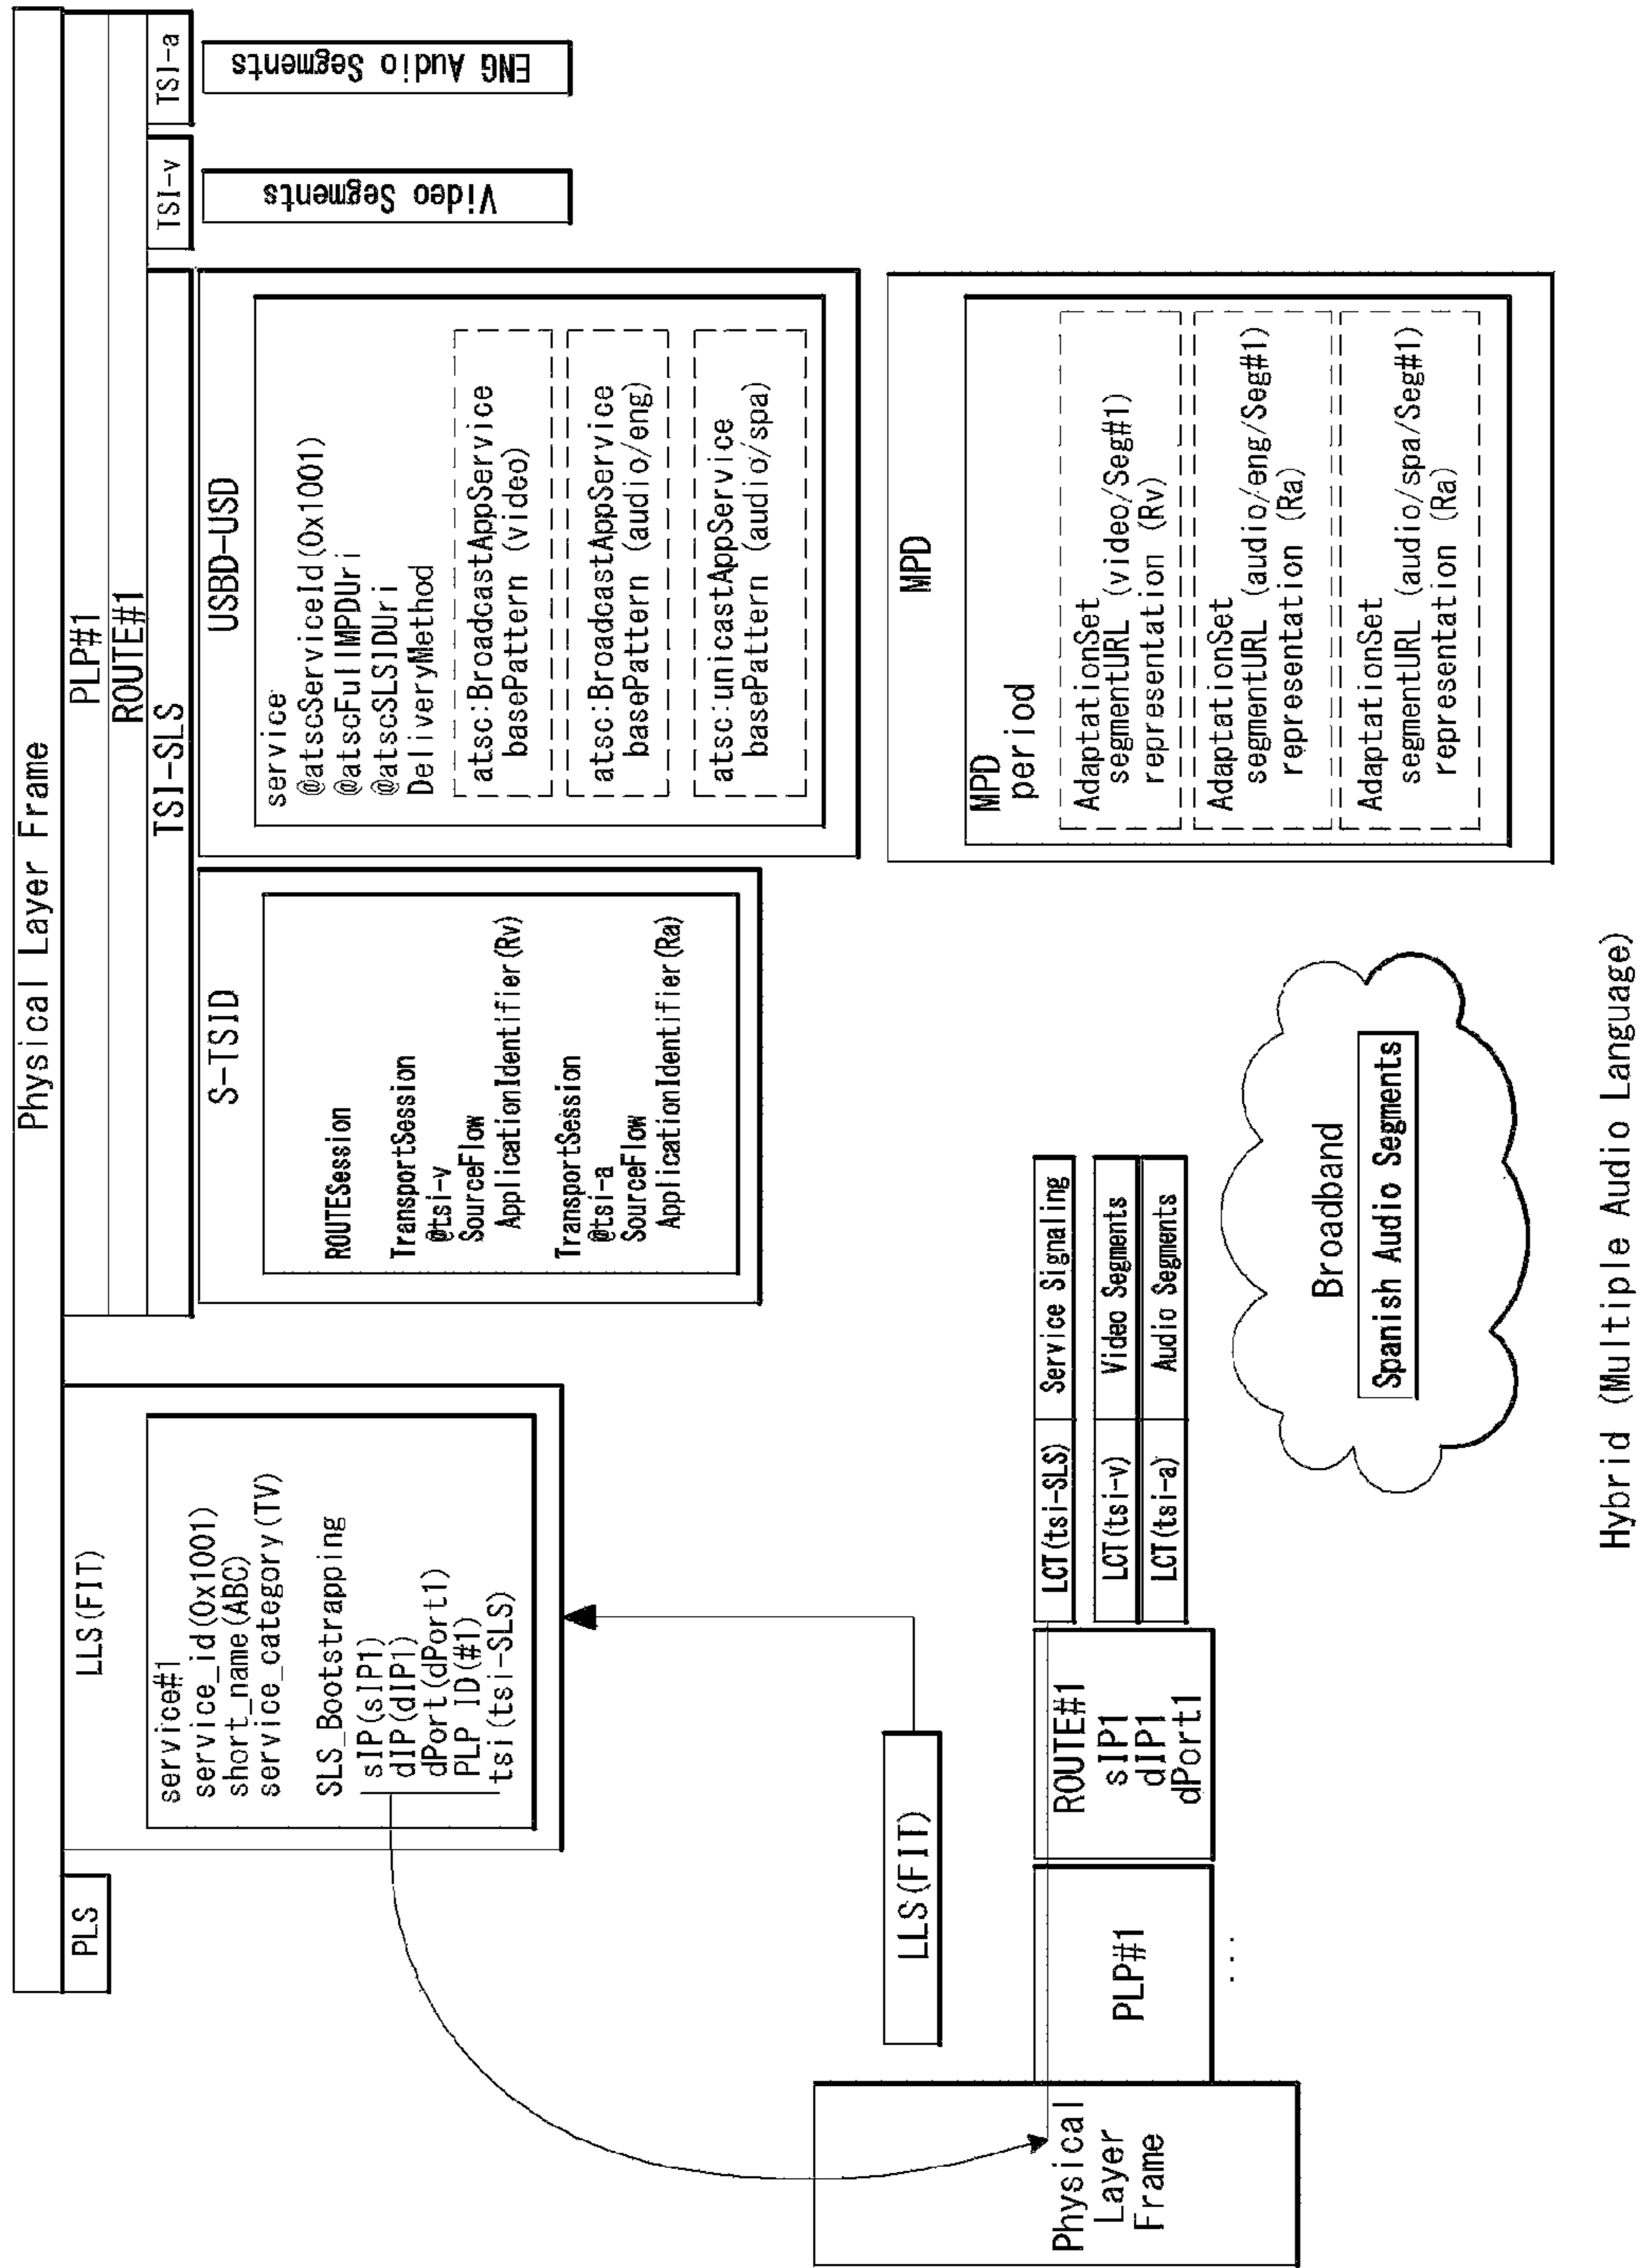 Physical Layer Frame
PLS
LLS(FIT)
service#1
service_id(0x1001)
short_name(ABC)
service_category(TV)
SLS_Bootstrapping
sIP(sIP1)
dIP(dIP1)
dPort(dPort1)
PLP ID(#1)
tsi(tsi-SLS)
PLP#1
ROUTE#1
TSI-SLS
TSI-v
TSI-a
S-TSID
ROUTESession
TransportSession
@tsi-v
SourceFlow
ApplicationIdentifier(Rv)
TransportSession
@tsi-a
SourceFlow
ApplicationIdentifier(Ra)
USBD-USD
service
@atscServiceId(0x1001)
@atscFullMPDUri
@atscSLSIDUri
DeliveryMethod
atsc:BroadcastAppService
basePattern (video)
atsc:BroadcastAppService
basePattern (audio/eng)
atsc:unicastAppService
basePattern (audio/spa)
Video Segments
ENG Audio Segments
MPD
MPD
period
AdaptationSet
segmentURL (video/Seg#1)
representation (Rv)
AdaptationSet
segmentURL (audio/eng/Seg#1)
representation (Ra)
AdaptationSet
segmentURL (audio/spa/Seg#1)
representation (Ra)
LLS(FIT)
Physical
Layer
Frame
PLP#1
...
ROUTE#1
sIP1
dIP1
dPort1
LCT(tsi-SLS)
Service Signaling
LCT(tsi-v)
Video Segments
LCT(tsi-a)
Audio Segments
Broadband
Spanish Audio Segments
Hybrid (Multiple Audio Language)